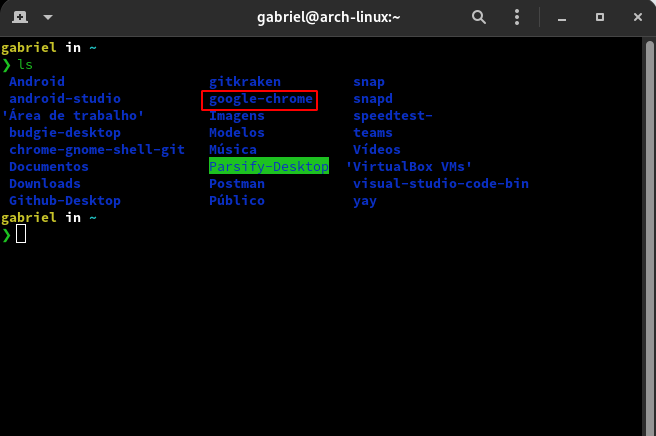 gabriel@arch-linux:~
gabriel in ~
❯ ls
Android gitkraken snap
android-studio google-chrome snapd
'Área de trabalho' Imagens speedtest-
budgie-desktop Modelos teams
chrome-gnome-shell-git Música Vídeos
Documentos Parsify-Desktop 'VirtualBox VMs'
Downloads Postman visual-studio-code-bin
Github-Desktop Público yay
gabriel in ~
❯